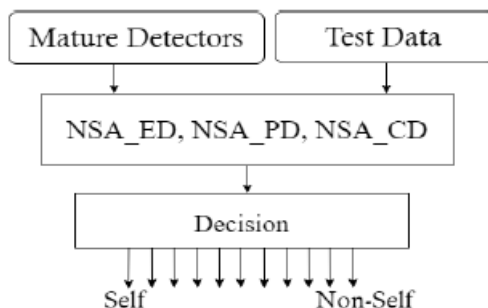 Mature Detectors
Test Data
NSA_ED, NSA_PD, NSA_CD
Decision
Self
Non-Self